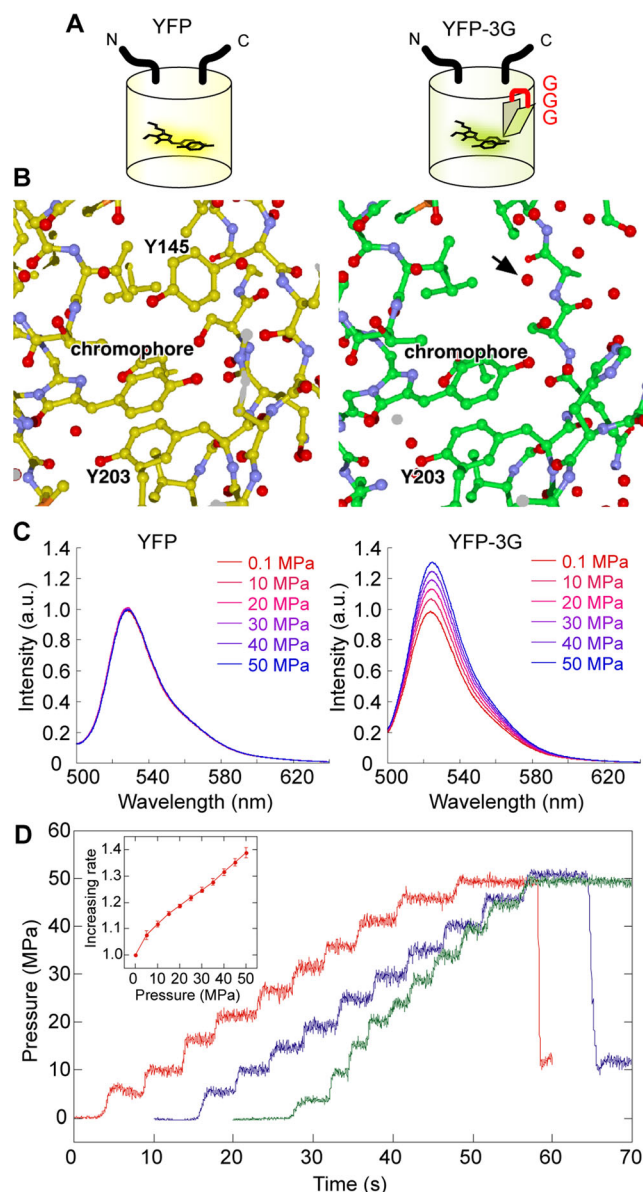 A
YFP
YFP-3G
N
C
N
C
G
G
G
B
Y145
chromophore
Y203
chromophore
Y203
C
YFP
YFP-3G
1.4
1.2
1.0
0.8
0.6
0.4
0.2
0
Intensity (a.u.)
0.1 MPa
10 MPa
20 MPa
30 MPa
40 MPa
50 MPa
500
540
580
620
Wavelength (nm)
1.4
1.2
1.0
0.8
0.6
0.4
0.2
0
Intensity (a.u.)
0.1 MPa
10 MPa
20 MPa
30 MPa
40 MPa
50 MPa
500
540
580
620
Wavelength (nm)
D
60
50
40
30
20
10
0
Pressure (MPa)
1.4
1.3
1.2
1.1
1.0
Increasing rate
0 10 20 30 40 50
Pressure (MPa)
0 10 20 30 40 50 60 70
Time (s)